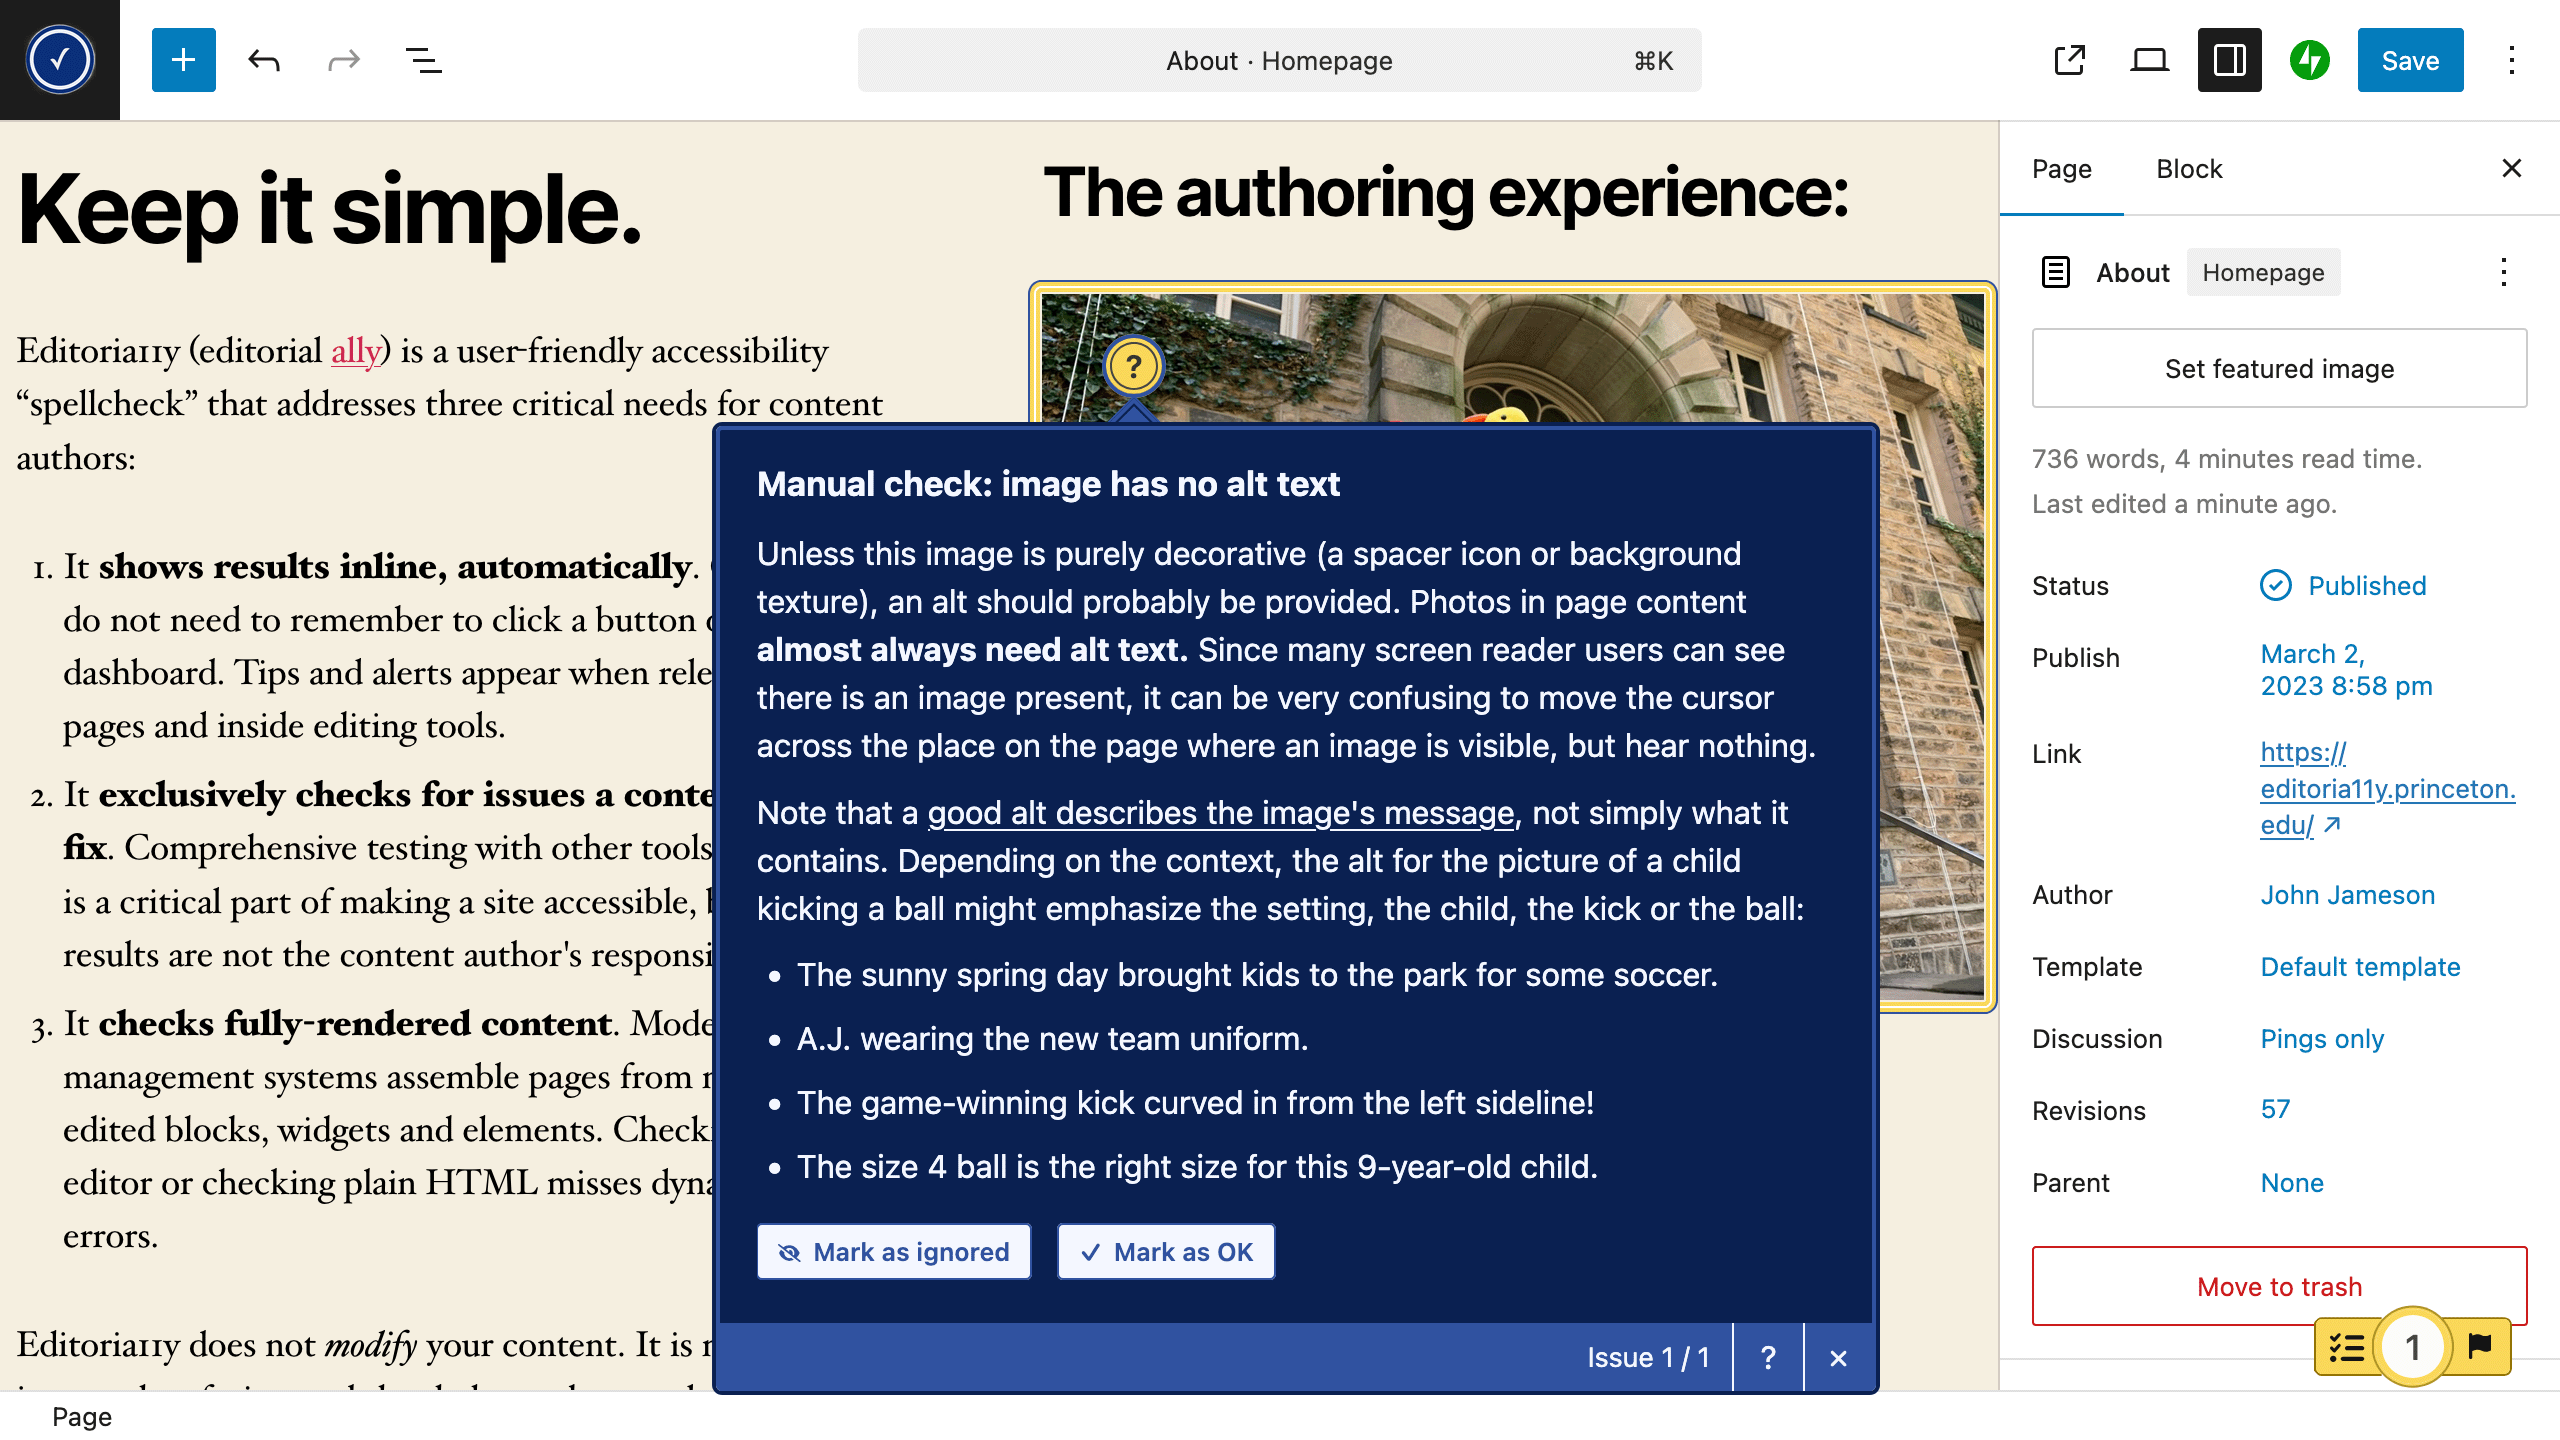 About · Homepage ⌘K
Save
Keep it simple.
Editoria11y (editorial ally) is a user-friendly accessibility
“spellcheck” that addresses three critical needs for content
authors:
1. It shows results inline, automatically.
do not need to remember to click a button
dashboard. Tips and alerts appear when rele
pages and inside editing tools.
2. It exclusively checks for issues a conte
fix. Comprehensive testing with other tools
is a critical part of making a site accessible,
results are not the content author's responsi
3. It checks fully-rendered content. Mode
management systems assemble pages from
edited blocks, widgets and elements. Checki
editor or checking plain HTML misses dyna
errors.
Editoria11y does not modify your content. It is
The authoring experience:
?
Manual check: image has no alt text
Unless this image is purely decorative (a spacer icon or background
texture), an alt should probably be provided. Photos in page content
almost always need alt text. Since many screen reader users can see
there is an image present, it can be very confusing to move the cursor
across the place on the page where an image is visible, but hear nothing.
Note that a good alt describes the image's message, not simply what it
contains. Depending on the context, the alt for the picture of a child
kicking a ball might emphasize the setting, the child, the kick or the ball:
• The sunny spring day brought kids to the park for some soccer.
• A.J. wearing the new team uniform.
• The game-winning kick curved in from the left sideline!
• The size 4 ball is the right size for this 9-year-old child.
Mark as ignored
Mark as OK
Issue 1 / 1 ? ×
Page Block
About Homepage
Set featured image
736 words, 4 minutes read time.
Last edited a minute ago.
Status Published
Publish March 2,
2023 8:58 pm
Link https://
editoria11y.princeton.
edu/ ↗
Author John Jameson
Template Default template
Discussion Pings only
Revisions 57
Parent None
Move to trash
1
Page